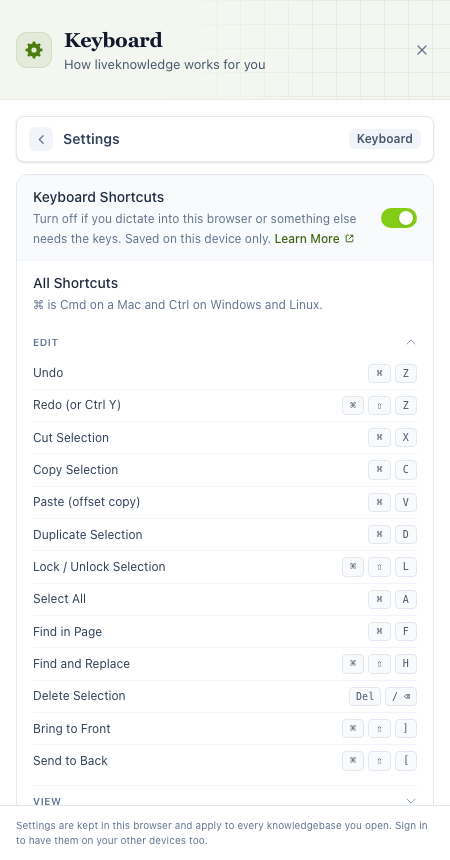 Keyboard
How liveknowledge works for you
Settings
Keyboard
Keyboard Shortcuts
Turn off if you dictate into this browser or something else
needs the keys. Saved on this device only. Learn More
All Shortcuts
⌘ is Cmd on a Mac and Ctrl on Windows and Linux.
EDIT
Undo ⌘ Z
Redo (or Ctrl Y) ⌘ ⇧ Z
Cut Selection ⌘ X
Copy Selection ⌘ C
Paste (offset copy) ⌘ V
Duplicate Selection ⌘ D
Lock / Unlock Selection ⌘ ⇧ L
Select All ⌘ A
Find in Page ⌘ F
Find and Replace ⌘ ⇧ H
Delete Selection Del / ⌫
Bring to Front ⌘ ⇧ ]
Send to Back ⌘ ⇧ [
VIEW
Settings are kept in this browser and apply to every knowledgebase you open. Sign in
to have them on your other devices too.